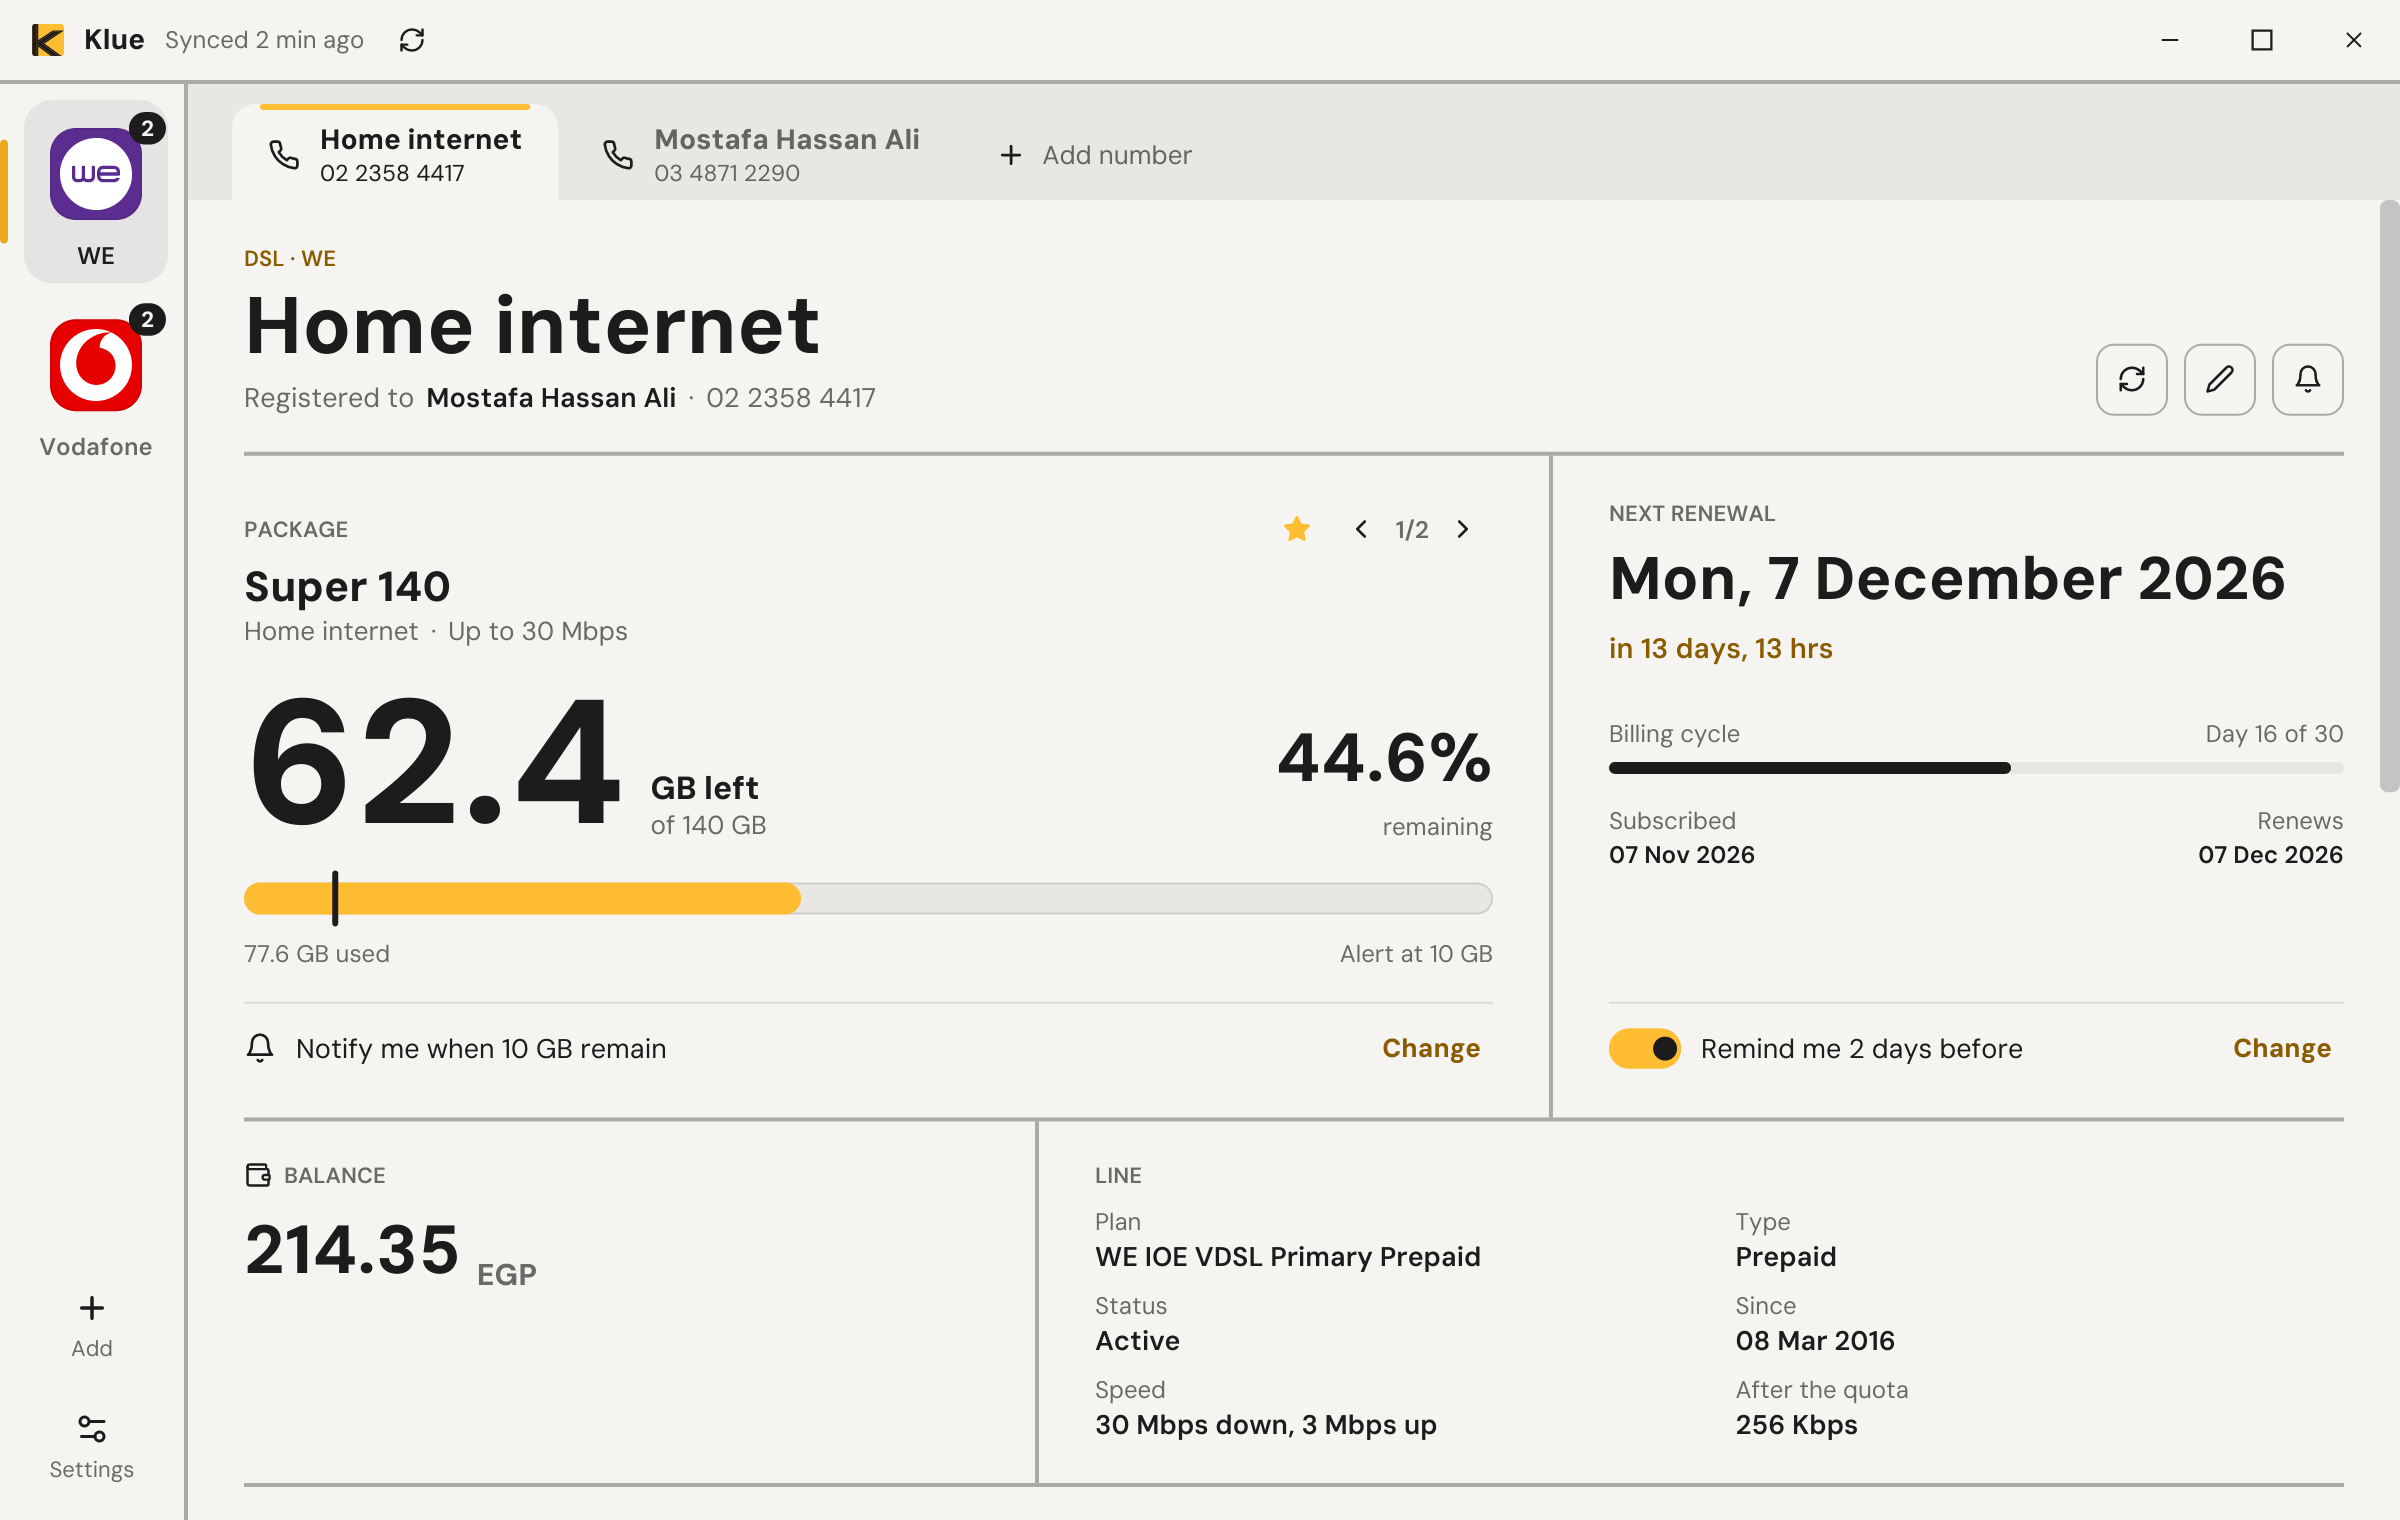 Klue Synced 2 min ago
2
we
WE
2
Vodafone
Add
Settings
Home internet
02 2358 4417
Mostafa Hassan Ali
03 4871 2290
Add number
DSL · WE
Home internet
Registered to Mostafa Hassan Ali · 02 2358 4417
PACKAGE
1/2
Super 140
Home internet · Up to 30 Mbps
62.4 GB left
of 140 GB
44.6%
remaining
77.6 GB used
Alert at 10 GB
Notify me when 10 GB remain
Change
NEXT RENEWAL
Mon, 7 December 2026
in 13 days, 13 hrs
Billing cycle
Day 16 of 30
Subscribed
07 Nov 2026
Renews
07 Dec 2026
Remind me 2 days before
Change
BALANCE
214.35 EGP
LINE
Plan
WE IOE VDSL Primary Prepaid
Type
Prepaid
Status
Active
Since
08 Mar 2016
Speed
30 Mbps down, 3 Mbps up
After the quota
256 Kbps